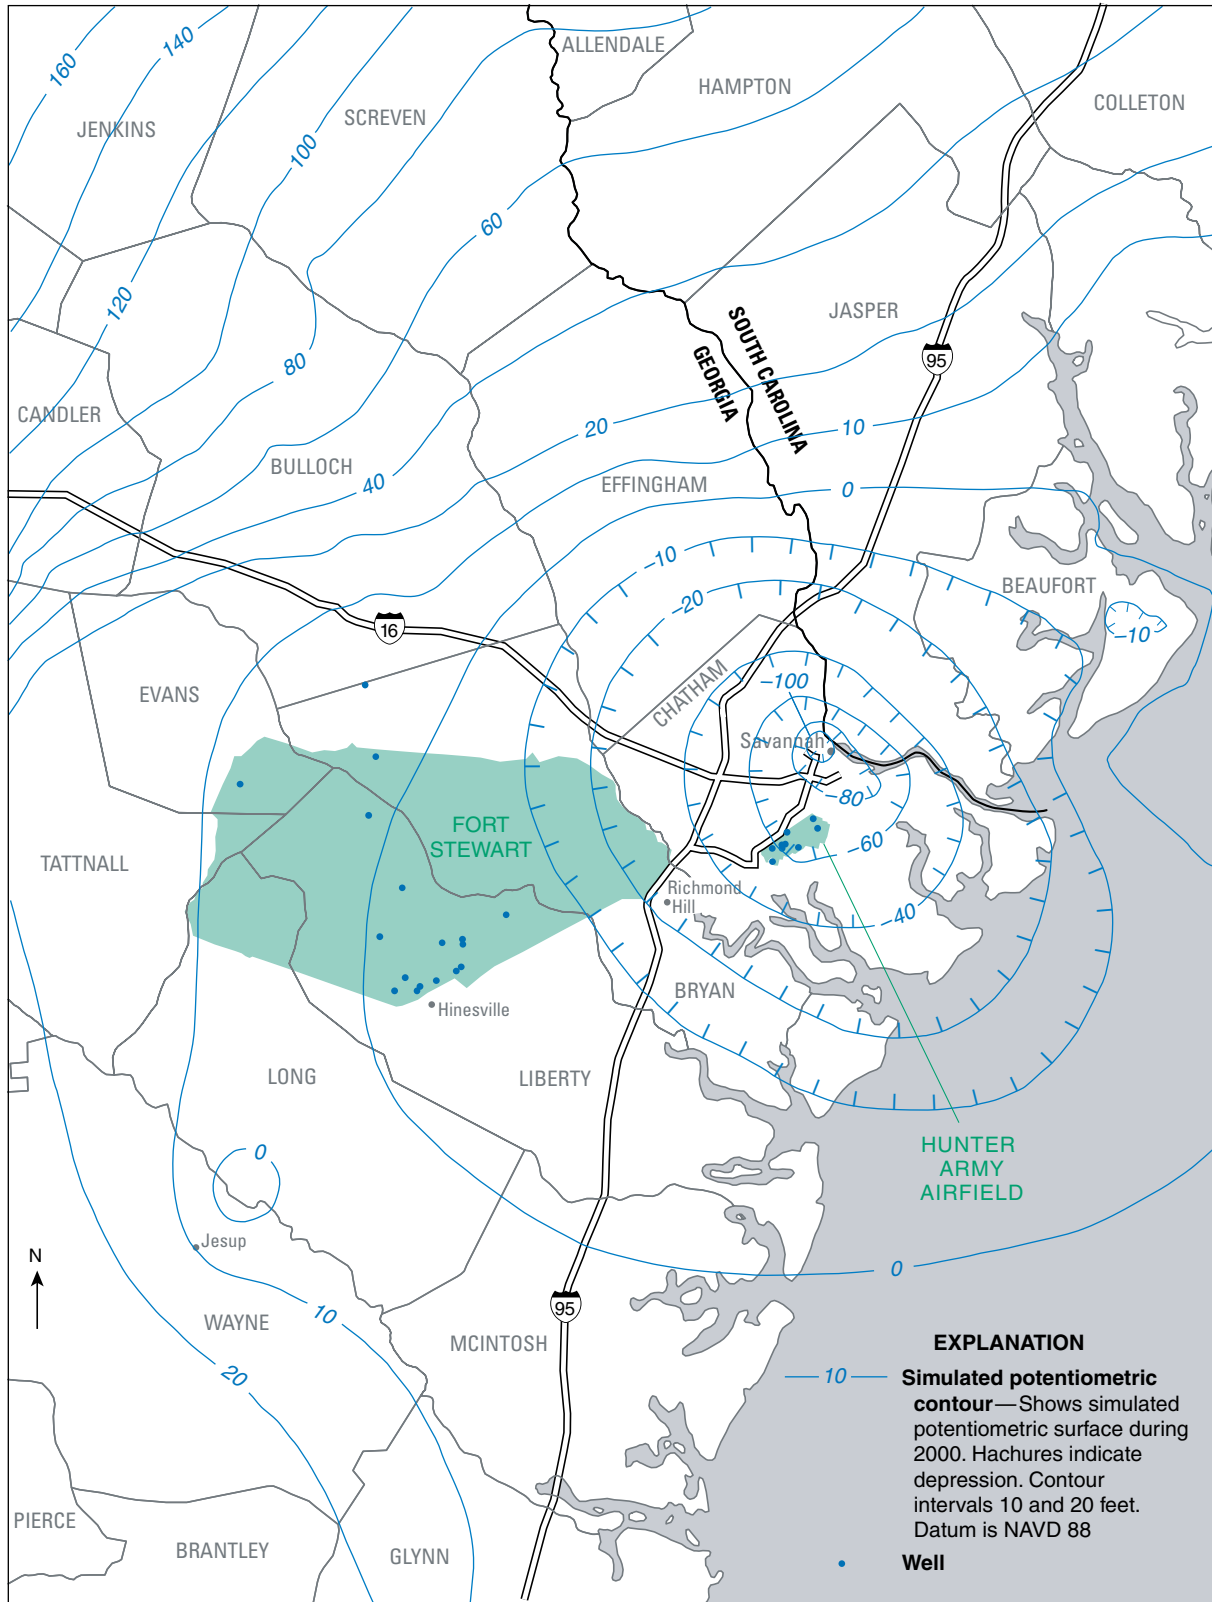 ALLENDALE
HAMPTON
COLLETON
160
140
JENKINS
SCREVEN
100
60
120
80
JASPER
SOUTH CAROLINA
GEORGIA
95
CANDLER
BULLOCH
20
10
40
EFFINGHAM
0
–10
–20
BEAUFORT
–10
16
EVANS
CHATHAM
–100
Savannah
–80
FORT
STEWART
–60
TATTNALL
Richmond
Hill
–40
BRYAN
Hinesville
LONG
LIBERTY
HUNTER
ARMY
AIRFIELD
0
Jesup
N
0
95
10
WAYNE
MCINTOSH
20
PIERCE
BRANTLEY
GLYNN
EXPLANATION
10 Simulated potentiometric
contour—Shows simulated
potentiometric surface during
2000. Hachures indicate
depression. Contour
intervals 10 and 20 feet.
Datum is NAVD 88
Well